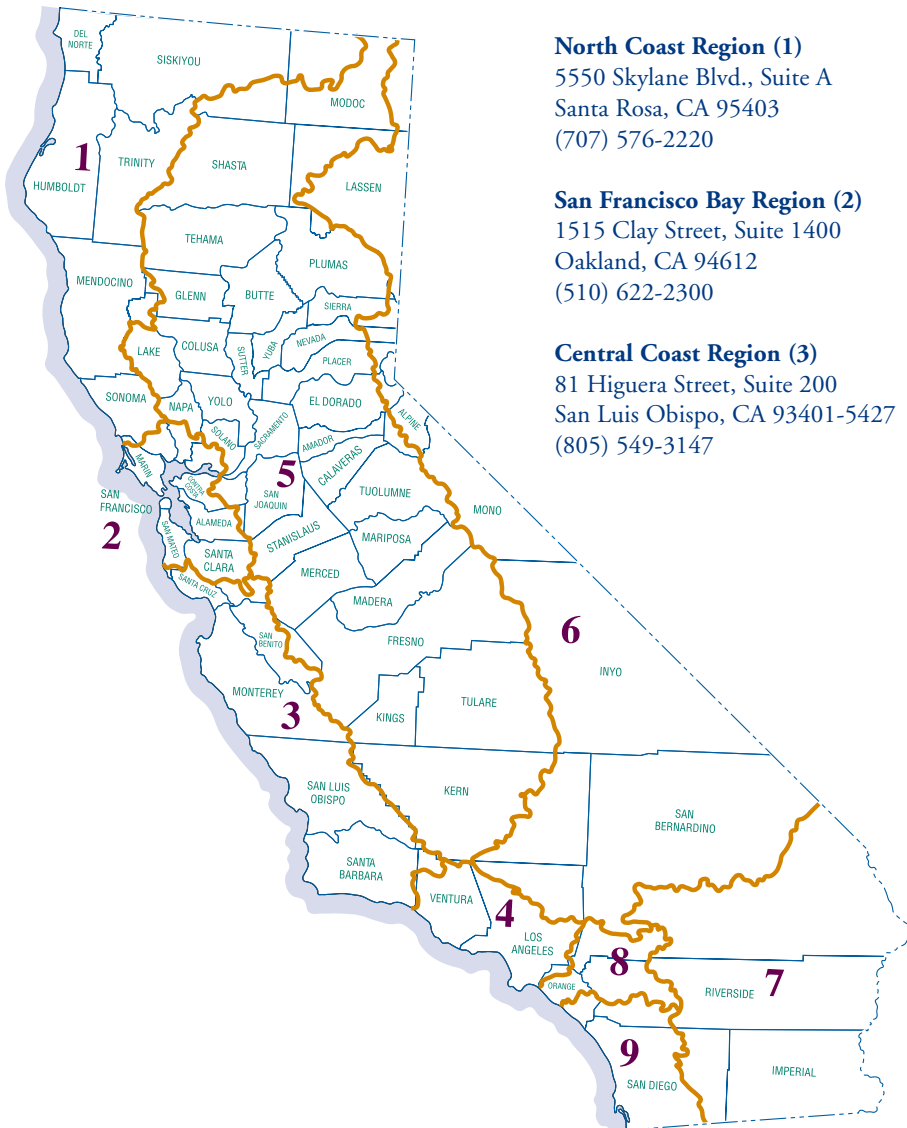 North Coast Region (1)
5550 Skylane Blvd., Suite A
Santa Rosa, CA 95403
(707) 576-2220
San Francisco Bay Region (2)
1515 Clay Street, Suite 1400
Oakland, CA 94612
(510) 622-2300
Central Coast Region (3)
81 Higuera Street, Suite 200
San Luis Obispo, CA 93401-5427
(805) 549-3147
DEL
NORTE
SISKIYOU
MODOC
1
TRINITY
SHASTA
HUMBOLDT
LASSEN
TEHAMA
PLUMAS
MENDOCINO
GLENN
BUTTE
SIERRA
LAKE
COLUSA
SUTTER
YUBA
NEVADA
PLACER
SONOMA
NAPA
YOLO
EL DORADO
SOLANO
SACRAMENTO
ALPINE
AMADOR
MARIN
CALAVERAS
5
CONTRA
COSTA
SAN
JOAQUIN
TUOLUMNE
SAN
FRANCISCO
MONO
2
ALAMEDA
SAN MATEO
STANISLAUS
MARIPOSA
SANTA
CLARA
MERCED
SANTA CRUZ
MADERA
6
SAN
BENITO
FRESNO
INYO
MONTEREY
3
KINGS
TULARE
SAN LUIS
OBISPO
KERN
SAN
BERNARDINO
SANTA
BARBARA
VENTURA
4
LOS
ANGELES
8
ORANGE
RIVERSIDE
7
9
SAN DIEGO
IMPERIAL